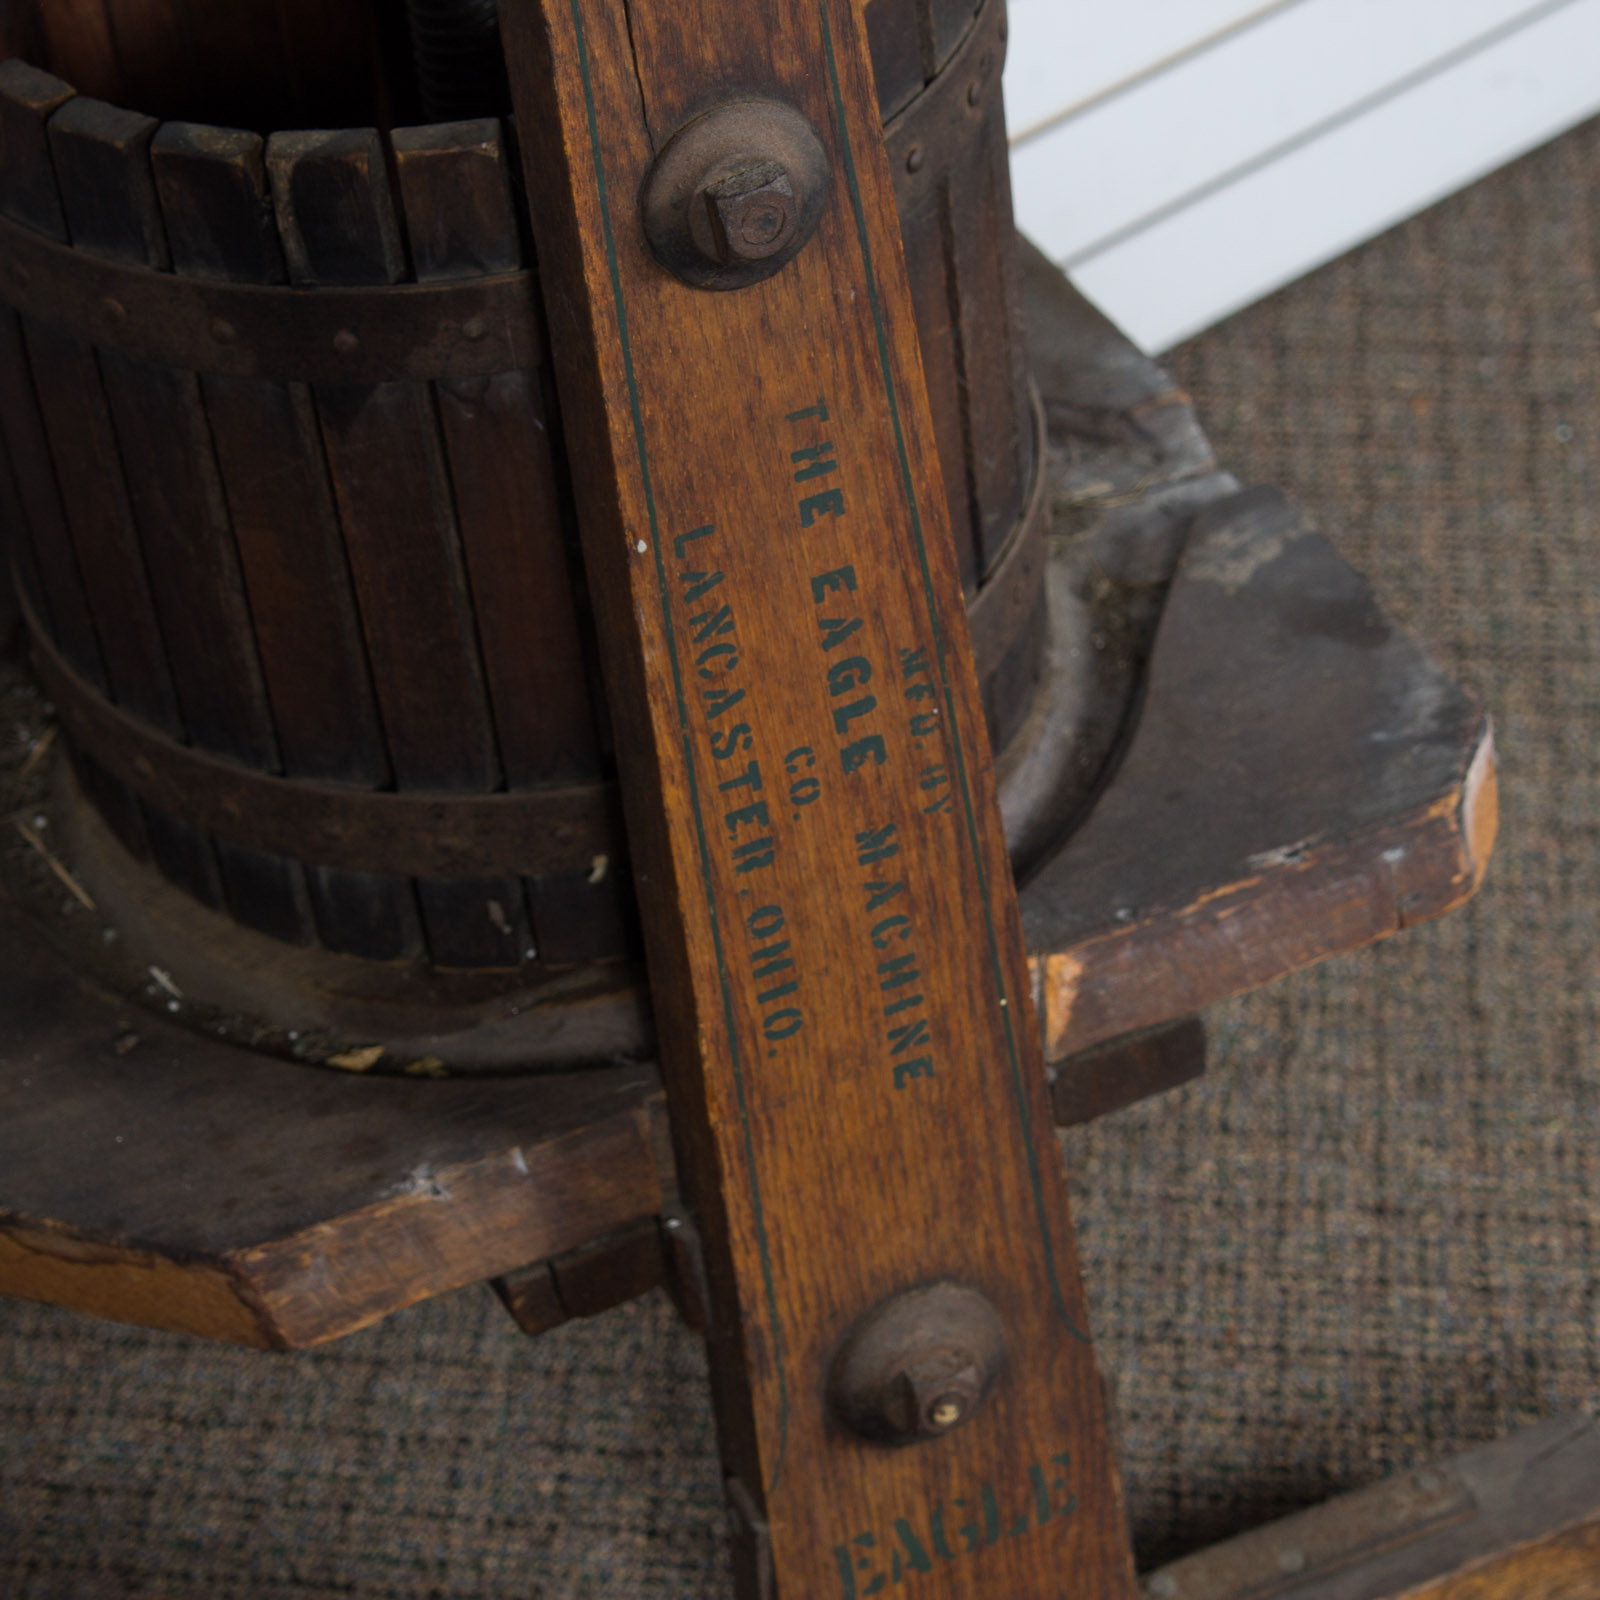 MFD. BY
THE EAGLE MACHINE
CO.
LANCASTER, OHIO.
EAGLE